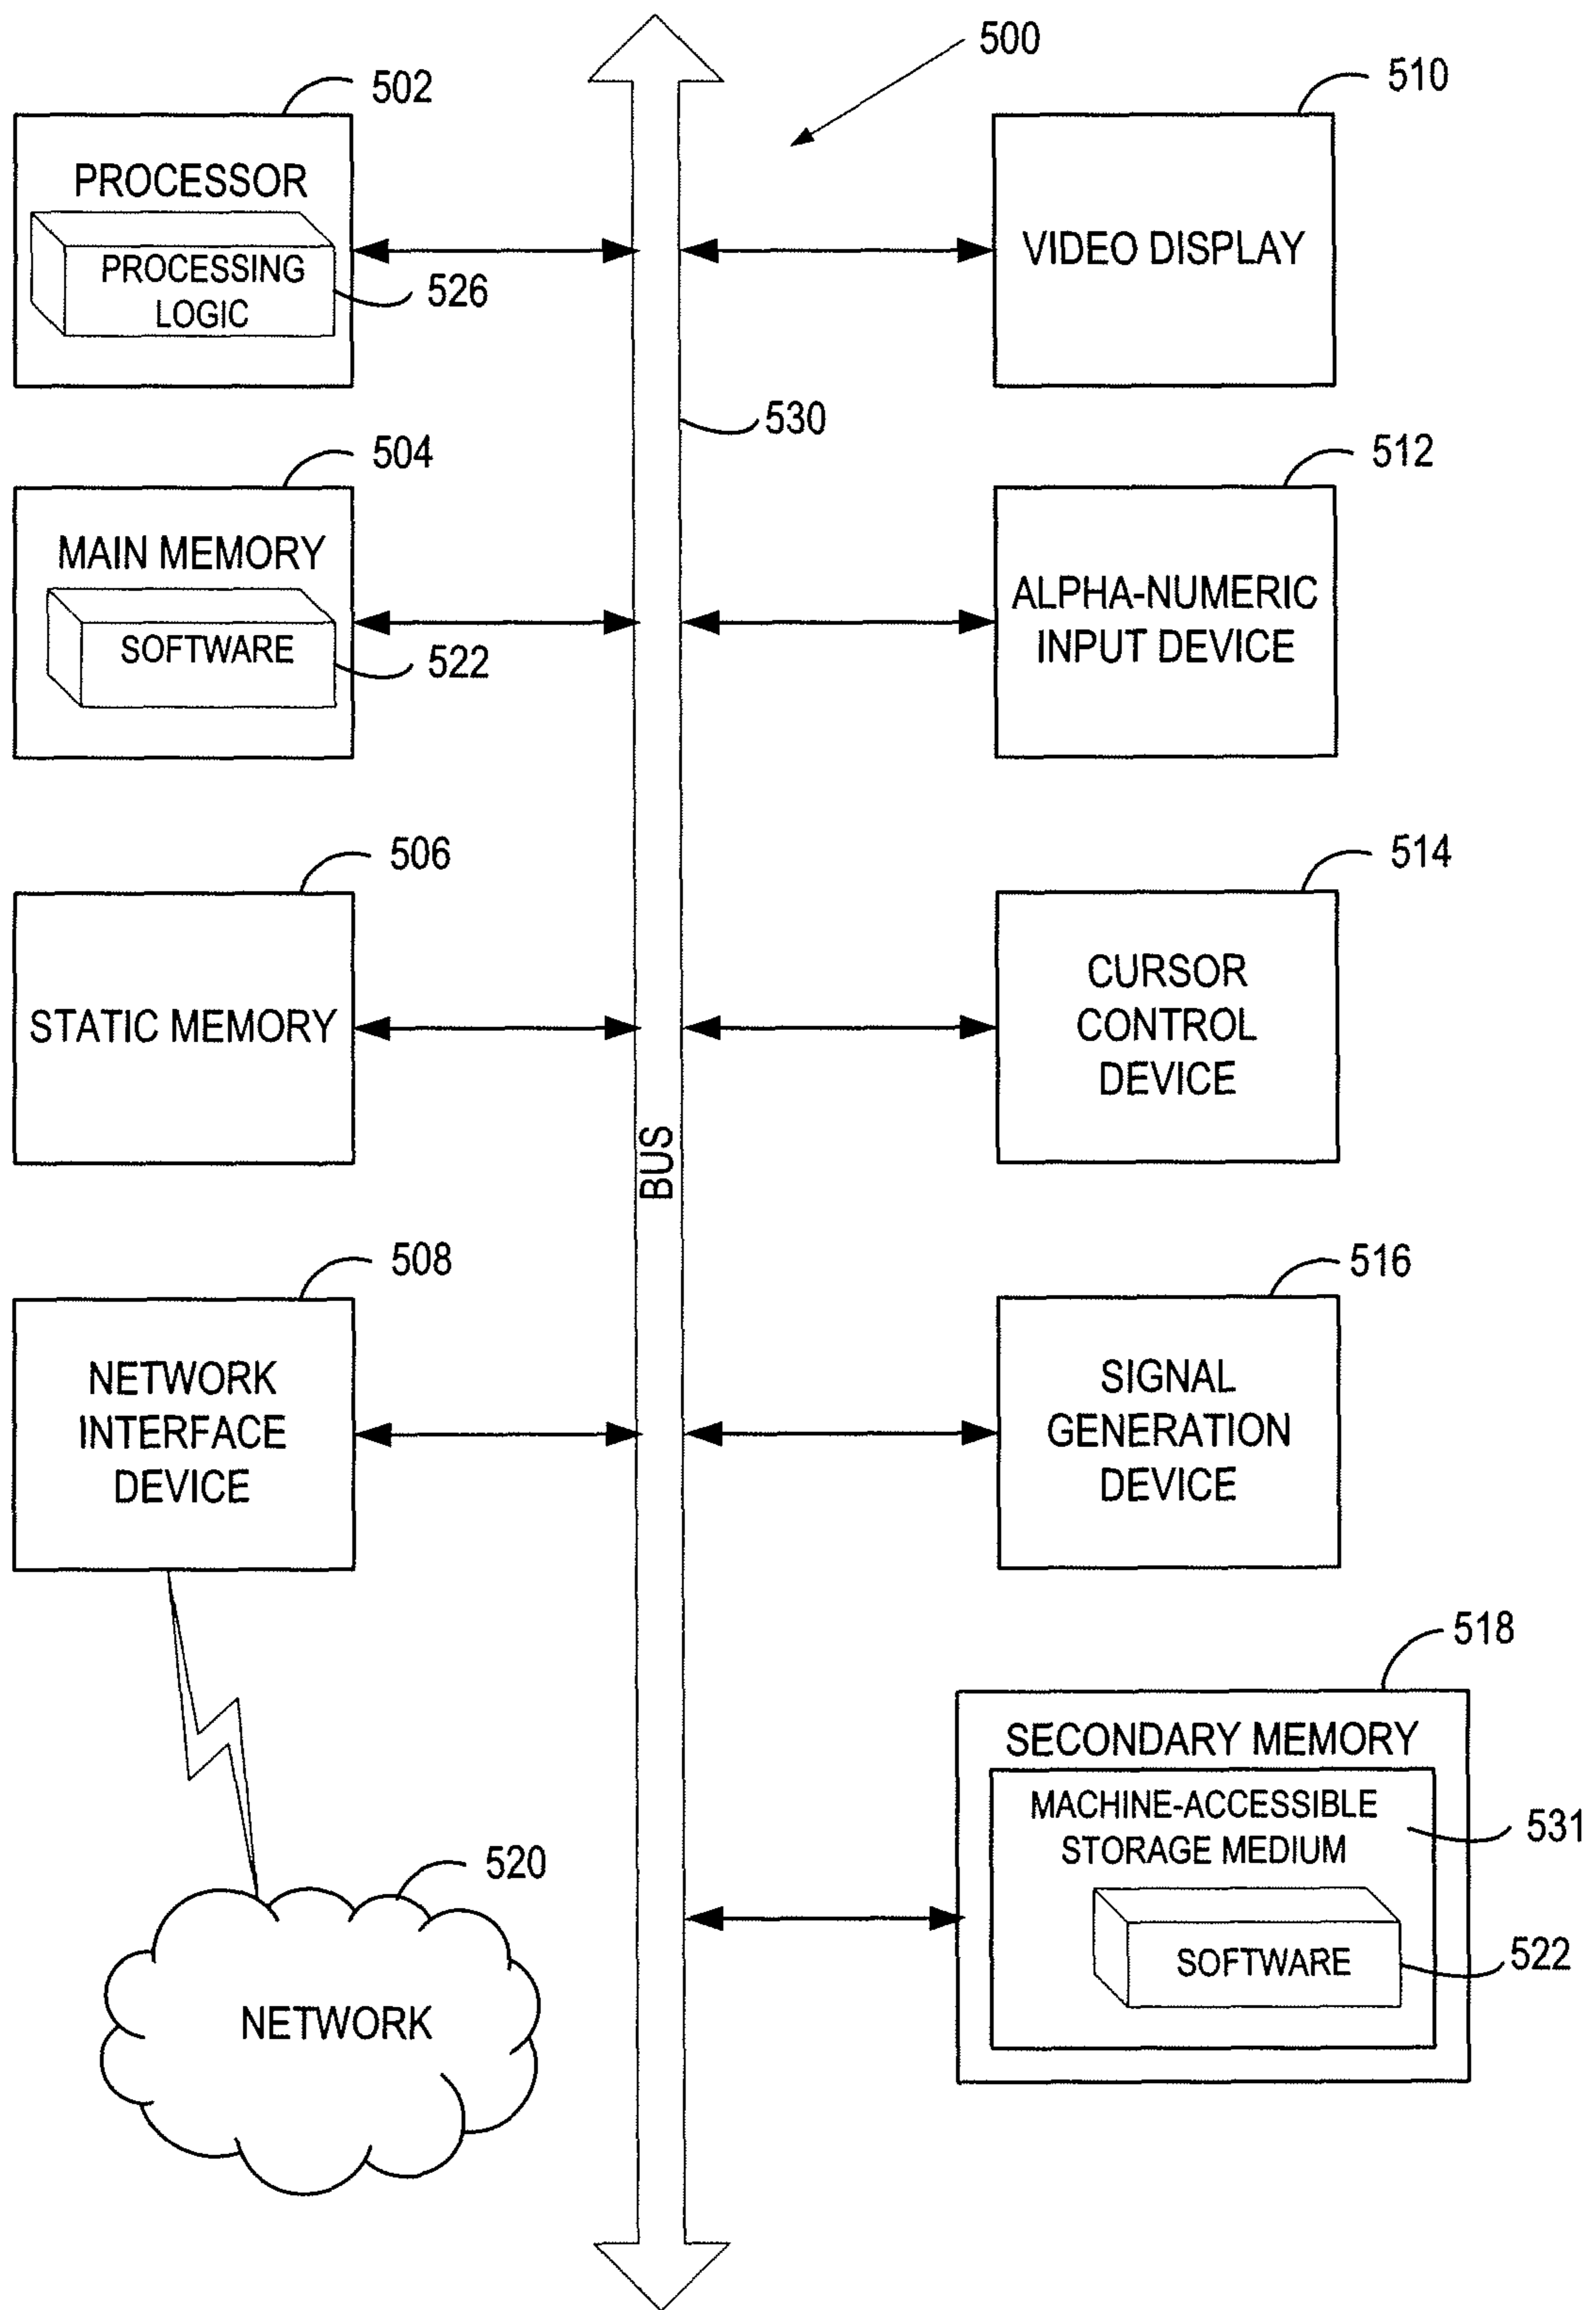 500
502
PROCESSOR
PROCESSING
LOGIC
526
510
VIDEO DISPLAY
530
504
MAIN MEMORY
SOFTWARE
522
512
ALPHA-NUMERIC
INPUT DEVICE
506
STATIC MEMORY
514
CURSOR
CONTROL
DEVICE
BUS
508
NETWORK
INTERFACE
DEVICE
516
SIGNAL
GENERATION
DEVICE
518
SECONDARY MEMORY
MACHINE-ACCESSIBLE
STORAGE MEDIUM
531
SOFTWARE
522
520
NETWORK